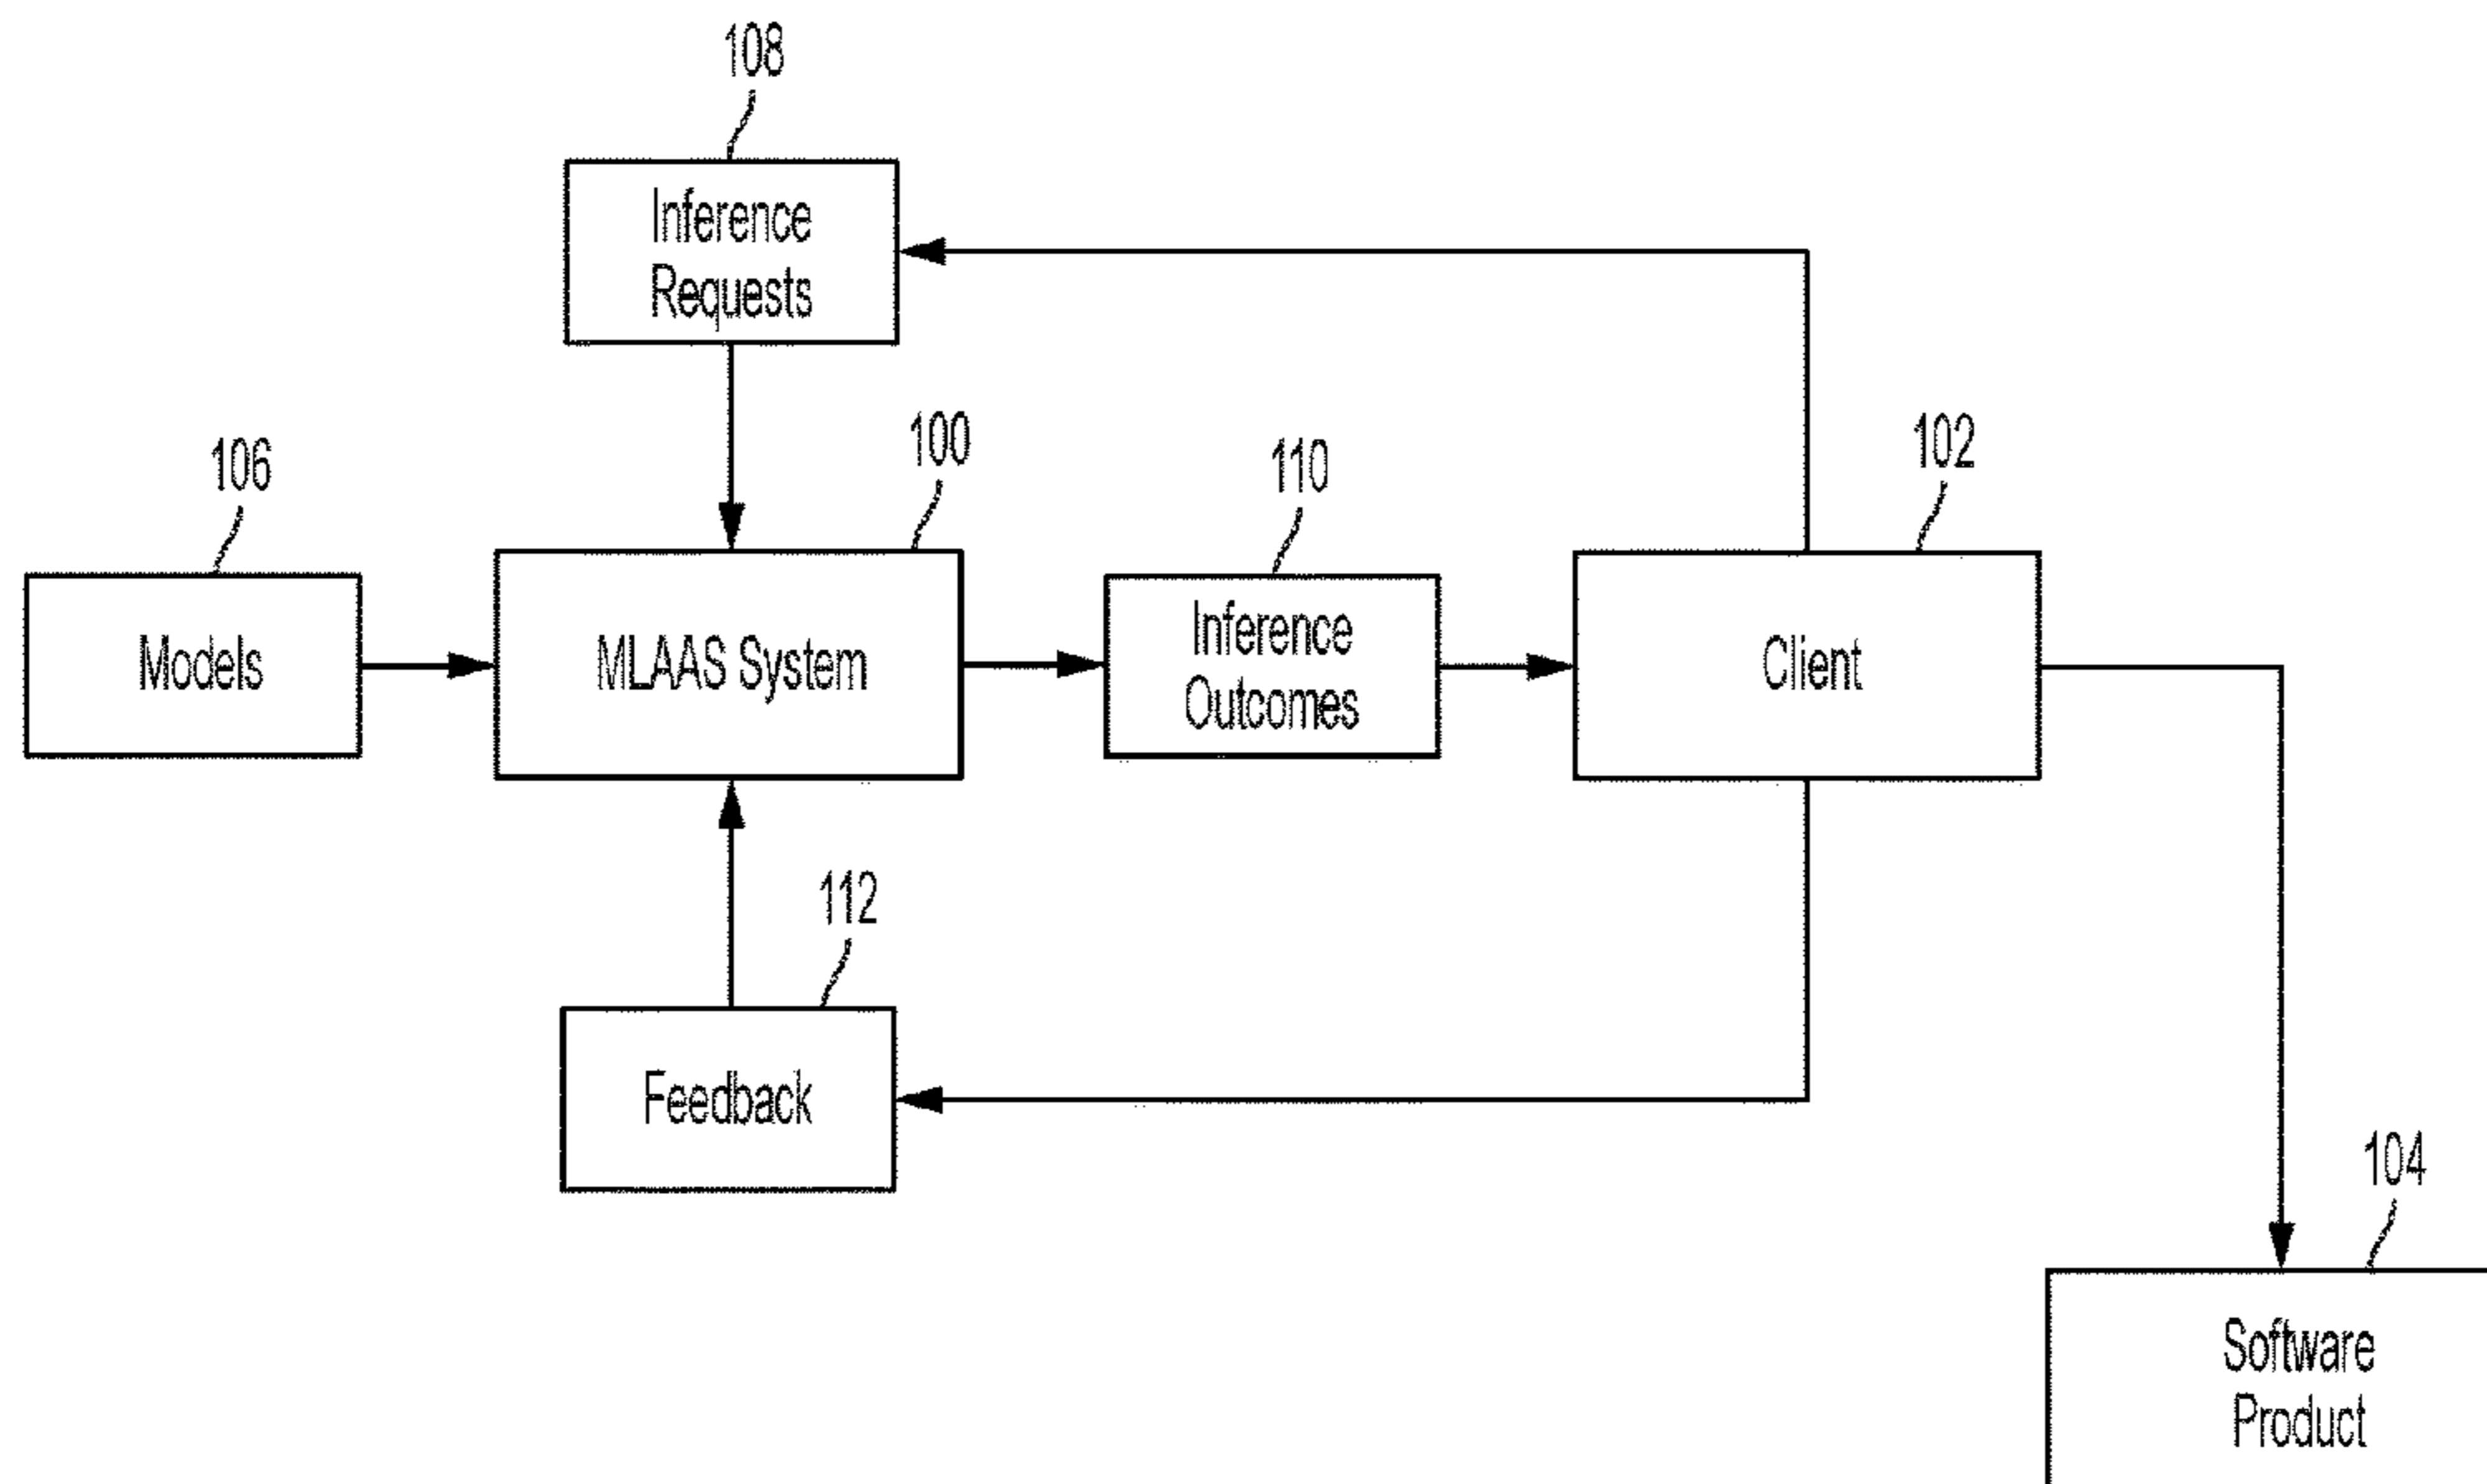 108
Inference
Requests
106
100
110
102
Models
MLAAS System
Inference
Outcomes
Client
112
Feedback
104
Software
Product